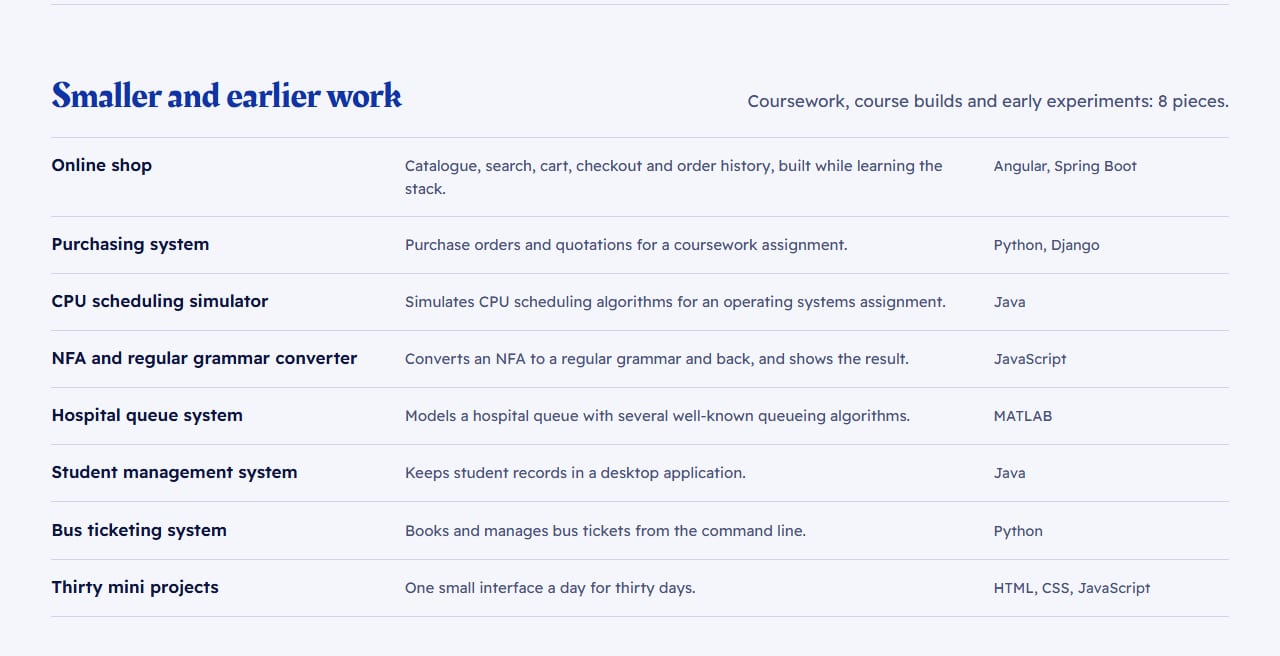 Smaller and earlier work
Coursework, course builds and early experiments: 8 pieces.
Online shop
Catalogue, search, cart, checkout and order history, built while learning the
stack.
Angular, Spring Boot
Purchasing system
Purchase orders and quotations for a coursework assignment.
Python, Django
CPU scheduling simulator
Simulates CPU scheduling algorithms for an operating systems assignment.
Java
NFA and regular grammar converter
Converts an NFA to a regular grammar and back, and shows the result.
JavaScript
Hospital queue system
Models a hospital queue with several well-known queueing algorithms.
MATLAB
Student management system
Keeps student records in a desktop application.
Java
Bus ticketing system
Books and manages bus tickets from the command line.
Python
Thirty mini projects
One small interface a day for thirty days.
HTML, CSS, JavaScript